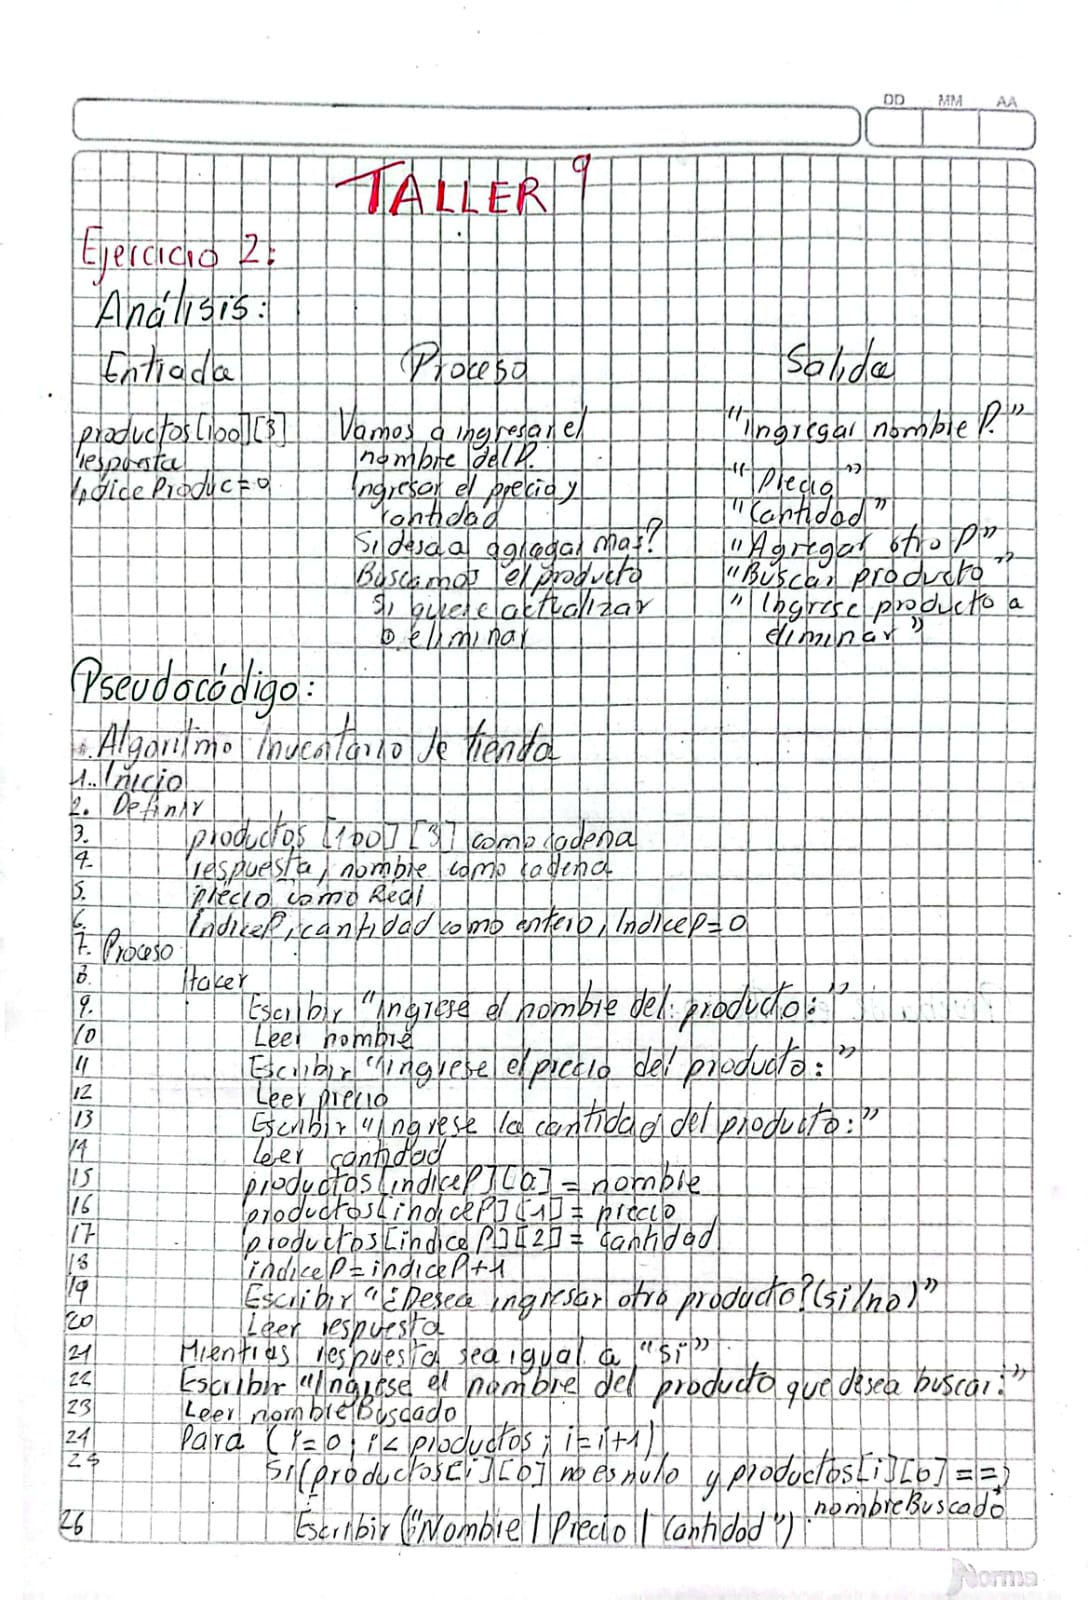 DD MM AA
TALLER 9
Ejercicio 2:
Análisis:
Entrada Proceso Salida
productos[100][3] Vamos a ingresar el "ingregar nombre P."
respuesta nombre del P.
IndiceProduc=0 Ingresar el precio y "Precio"
cantidad "Cantidad"
Si desea agregar mas? "Agregar otro P"
Buscamos el producto "Buscar producto"
Si quiere actualizar "Ingrese producto a
o eliminar eliminar"
Pseudocódigo:
Algoritmo Inventario de tienda
1. Inicio
2. Definir
3. productos [100] [3] como cadena
4. respuesta, nombre como cadena
5. precio como Real
6. IndiceP, cantidad como entero, IndiceP=0
7. Proceso
8. Hacer
9. Escribir "Ingrese el nombre del producto:"
10 Leer nombre
11 Escribir "ingrese el precio del producto:"
12 Leer precio
13 Escribir "Ingrese la cantidad del producto:"
14 Leer cantidad
15 productos[indiceP][0] = nombre
16 productos[indiceP][1] = precio
17 productos[indiceP][2] = cantidad
18 indiceP=indiceP+1
19 Escribir "¿Desea ingresar otro producto?(si/no)"
20 Leer respuesta
21 Mientras respuesta sea igual a "si"
22 Escribir "Ingrese el nombre del producto que desea buscar:"
23 Leer nombreBuscado
24 Para (i=0; i< productos; i=i+1)
25 Si(productos[i][0] no es nulo y productos[i][0] ==
nombreBuscado)
26 Escribir ("Nombre | Precio | Cantidad")
Norma